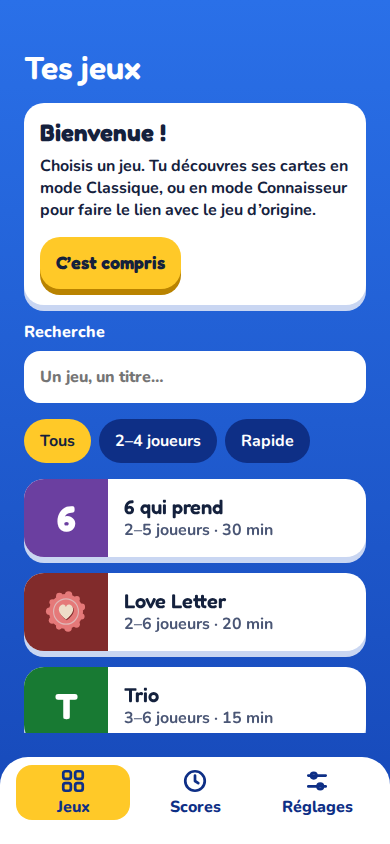 Tes jeux
Bienvenue !
Choisis un jeu. Tu découvres ses cartes en
mode Classique, ou en mode Connaisseur
pour faire le lien avec le jeu d’origine.
C’est compris
Recherche
Un jeu, un titre…
Tous
2–4 joueurs
Rapide
6
6 qui prend
2–5 joueurs · 30 min
Love Letter
2–6 joueurs · 20 min
T
Trio
3–6 joueurs · 15 min
Jeux
Scores
Réglages